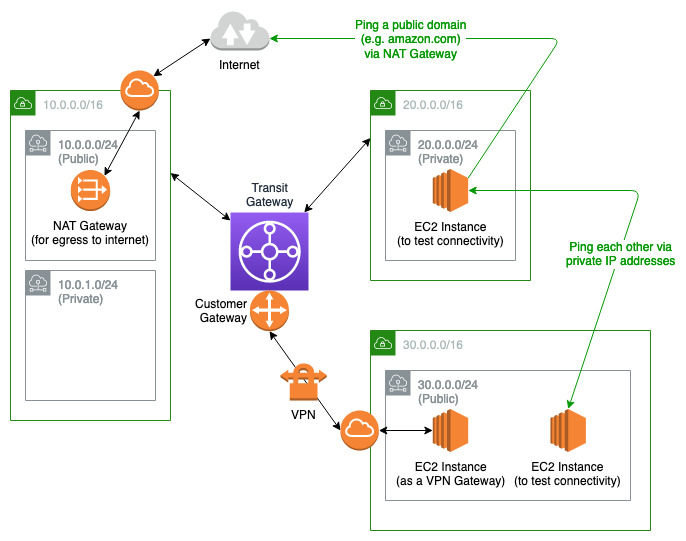 Ping a public domain
(e.g. amazon.com)
via NAT Gateway
Internet
10.0.0.0/16
10.0.0.0/24
(Public)
NAT Gateway
(for egress to internet)
10.0.1.0/24
(Private)
Transit
Gateway
Customer
Gateway
VPN
20.0.0.0/16
20.0.0.0/24
(Private)
EC2 Instance
(to test connectivity)
Ping each other via
private IP addresses
30.0.0.0/16
30.0.0.0/24
(Public)
EC2 Instance
(as a VPN Gateway)
EC2 Instance
(to test connectivity)